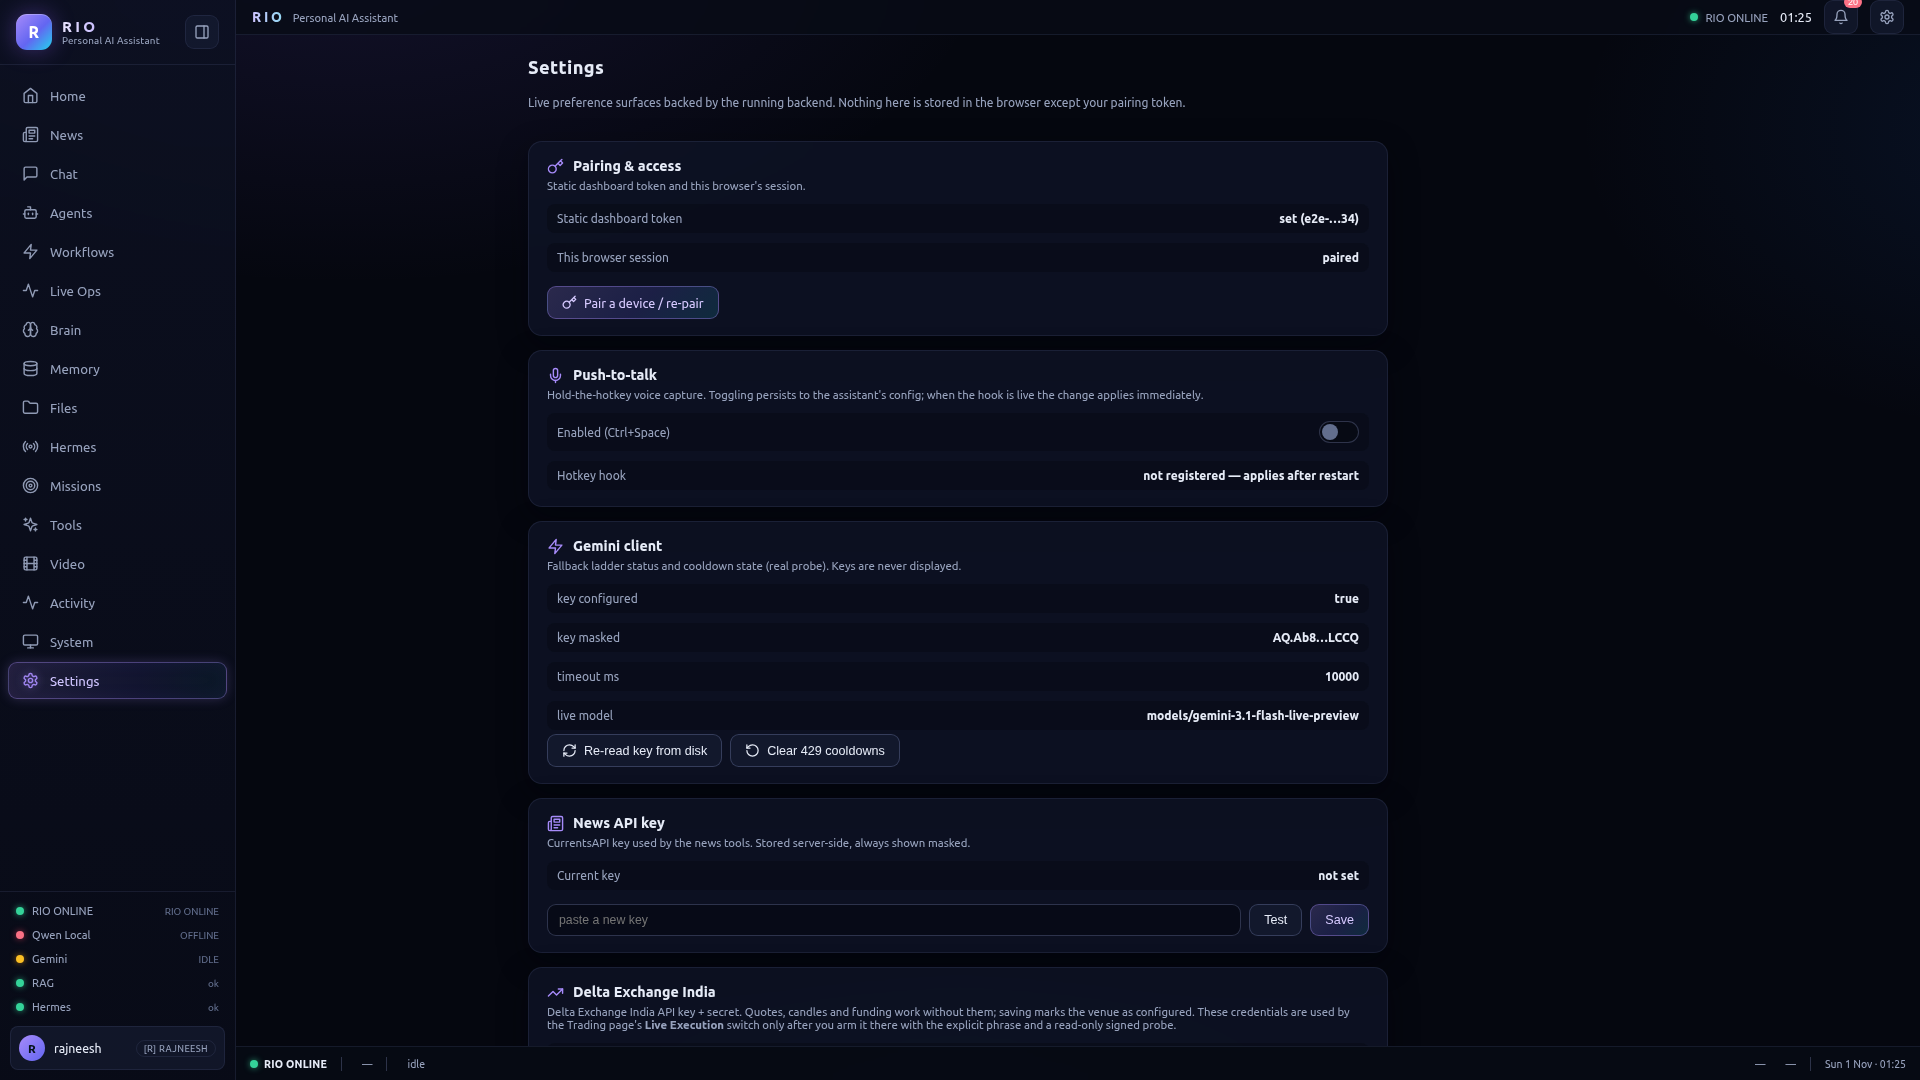 R
RIO
Personal AI Assistant
RIO
Personal AI Assistant
RIO ONLINE
01:25
20
Home
News
Chat
Agents
Workflows
Live Ops
Brain
Memory
Files
Hermes
Missions
Tools
Video
Activity
System
Settings
RIO ONLINE
RIO ONLINE
Qwen Local
OFFLINE
Gemini
IDLE
RAG
ok
Hermes
ok
R
rajneesh
[R] RAJNEESH
Settings
Live preference surfaces backed by the running backend. Nothing here is stored in the browser except your pairing token.
Pairing & access
Static dashboard token and this browser's session.
Static dashboard token
set (e2e-…34)
This browser session
paired
Pair a device / re-pair
Push-to-talk
Hold-the-hotkey voice capture. Toggling persists to the assistant's config; when the hook is live the change applies immediately.
Enabled (Ctrl+Space)
Hotkey hook
not registered — applies after restart
Gemini client
Fallback ladder status and cooldown state (real probe). Keys are never displayed.
key configured
true
key masked
AQ.Ab8…LCCQ
timeout ms
10000
live model
models/gemini-3.1-flash-live-preview
Re-read key from disk
Clear 429 cooldowns
News API key
CurrentsAPI key used by the news tools. Stored server-side, always shown masked.
Current key
not set
paste a new key
Test
Save
Delta Exchange India
Delta Exchange India API key + secret. Quotes, candles and funding work without them; saving marks the venue as configured. These credentials are used by
the Trading page's Live Execution switch only after you arm it there with the explicit phrase and a read-only signed probe.
RIO ONLINE
—
idle
—
—
Sun 1 Nov · 01:25